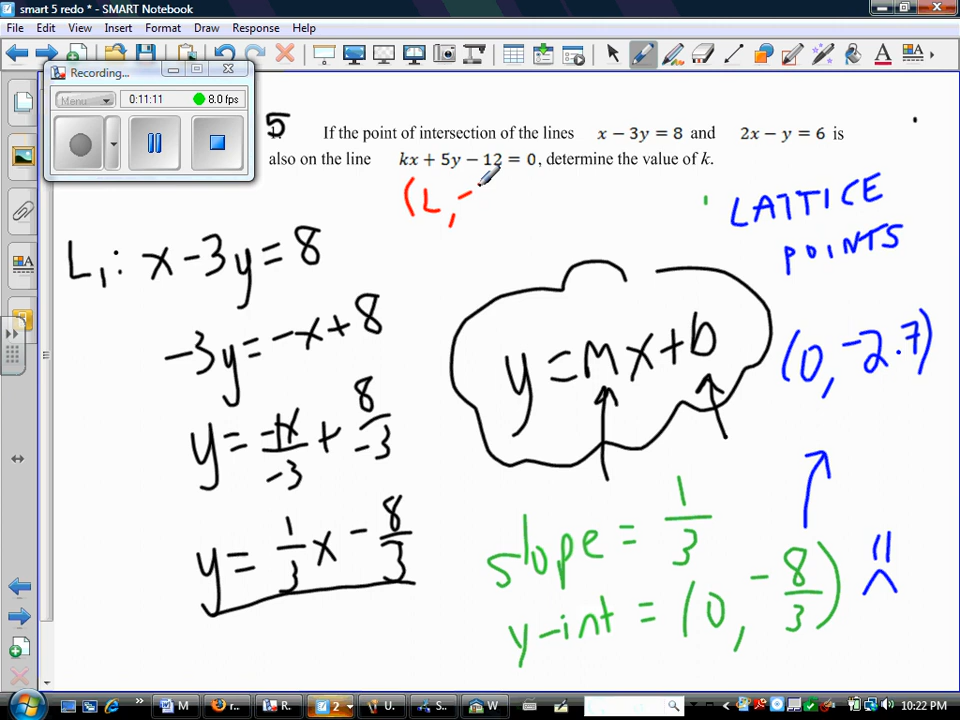 smart 5 redo * - SMART Notebook
File Edit View Insert Format Draw Response Help
Recording...
Menu 0:11:11 8.0 fps
5 If the point of intersection of the lines x − 3y = 8 and 2x − y = 6 is
also on the line kx + 5y − 12 = 0, determine the value of k.
(L, -
LATTICE
POINTS
L₁: x-3y=8
-3y=-x+8
y=-1x/-3 + 8/-3
y=1/3 x - 8/3
y=mx+b
(0, -2.7)
slope = 1/3
y-int = (0, -8/3)
A
A
2
» M r... R. 2 U. S.. W » 10:22 PM